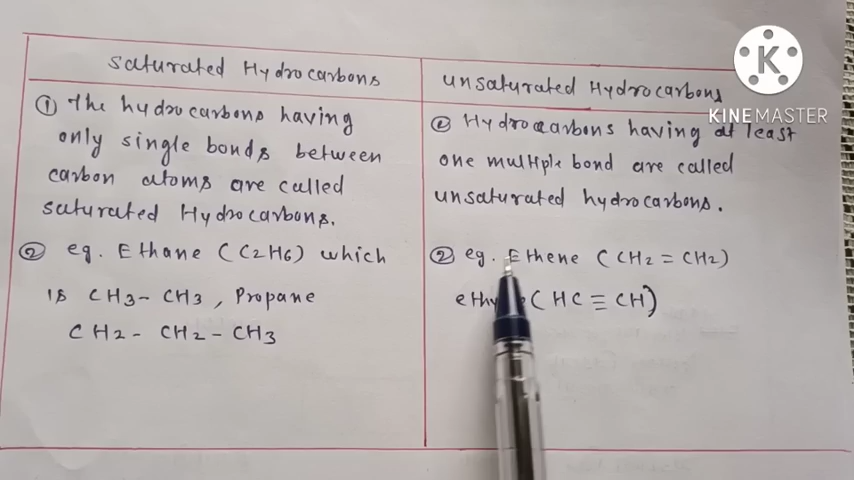 Saturated Hydrocarbons
① The hydrocarbons having
only single bonds between
carbon atoms are called
saturated Hydrocarbons.
② eg. Ethane (C2H6) which
is CH3- CH3, Propane
CH2- CH2-CH3
unsaturated Hydrocarbons
Hydrocarbons having at least
one multiple bond are called
unsaturated hydrocarbons.
② eg. Ethene (CH2=CH2)
(HC≡CH)
K
KINEMASTER